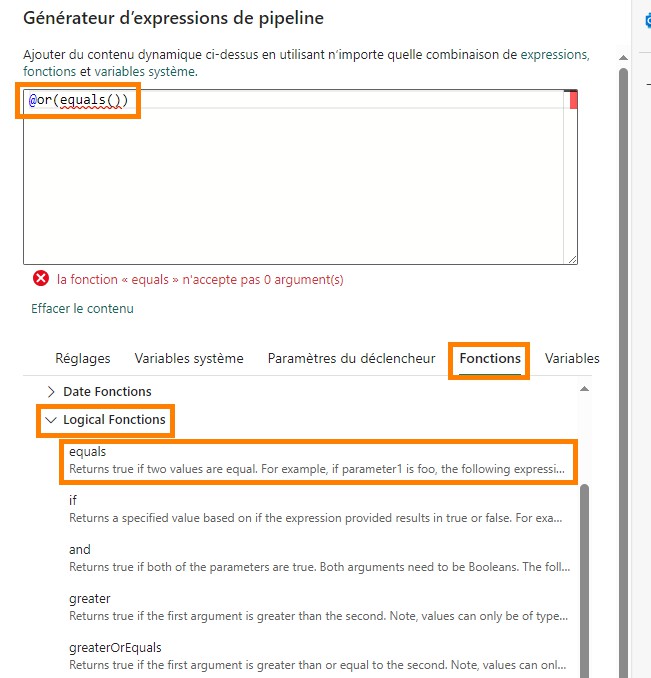 Générateur d’expressions de pipeline
Ajouter du contenu dynamique ci-dessus en utilisant n’importe quelle combinaison de expressions,
fonctions et variables système.
@or(equals())
la fonction « equals » n'accepte pas 0 argument(s)
Effacer le contenu
Réglages Variables système Paramètres du déclencheur Fonctions Variables
Date Fonctions
Logical Fonctions
equals
Returns true if two values are equal. For example, if parameter1 is foo, the following expressi...
if
Returns a specified value based on if the expression provided results in true or false. For exa...
and
Returns true if both of the parameters are true. Both arguments need to be Booleans. The foll...
greater
Returns true if the first argument is greater than the second. Note, values can only be of type...
greaterOrEquals
Returns true if the first argument is greater than or equal to the second. Note, values can onl...